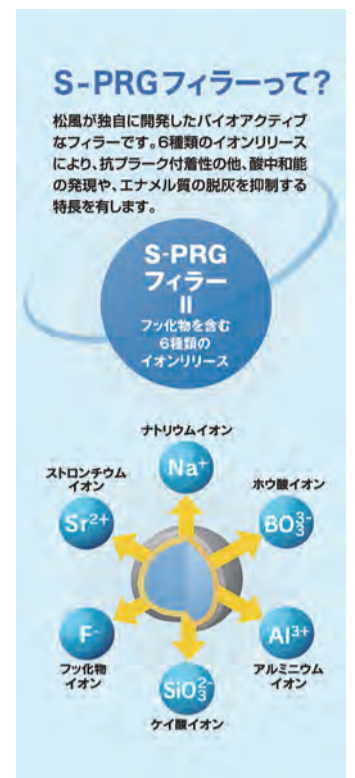 S-PRGフィラーって?
松風が独自に開発したバイオアクティブ
なフィラーです。6種類のイオンリリース
により、抗プラーク付着性の他、酸中和能
の発現や、エナメル質の脱灰を抑制する
特長を有します。
S-PRG
フィラー
II
フッ化物を含む
6種類の
イオンリリース
ナトリウムイオン
Na⁺
ストロンチウム
イオン
Sr²⁺
ホウ酸イオン
BO₃³⁻
F⁻
フッ化物
イオン
Al³⁺
アルミニウム
イオン
SiO₃²⁻
ケイ酸イオン